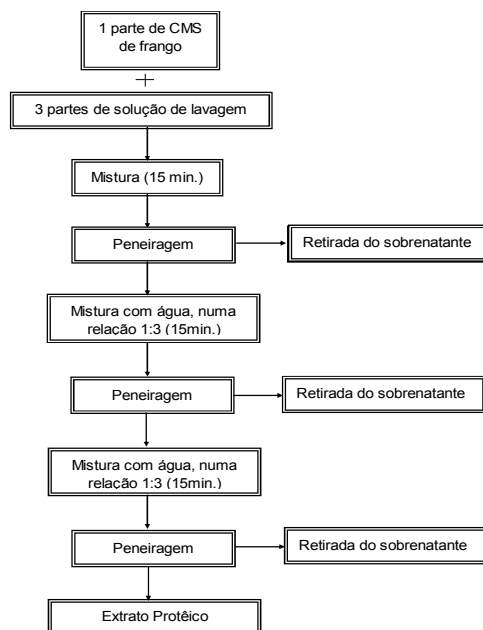 1 parte de CMS
de frango
+
3 partes de solução de lavagem
Mistura (15 min.)
Peneiragem
Retirada do sobrenatante
Mistura com água, numa
relação 1:3 (15min.)
Peneiragem
Retirada do sobrenatante
Mistura com água, numa
relação 1:3 (15min.)
Peneiragem
Retirada do sobrenatante
Extrato Protêico